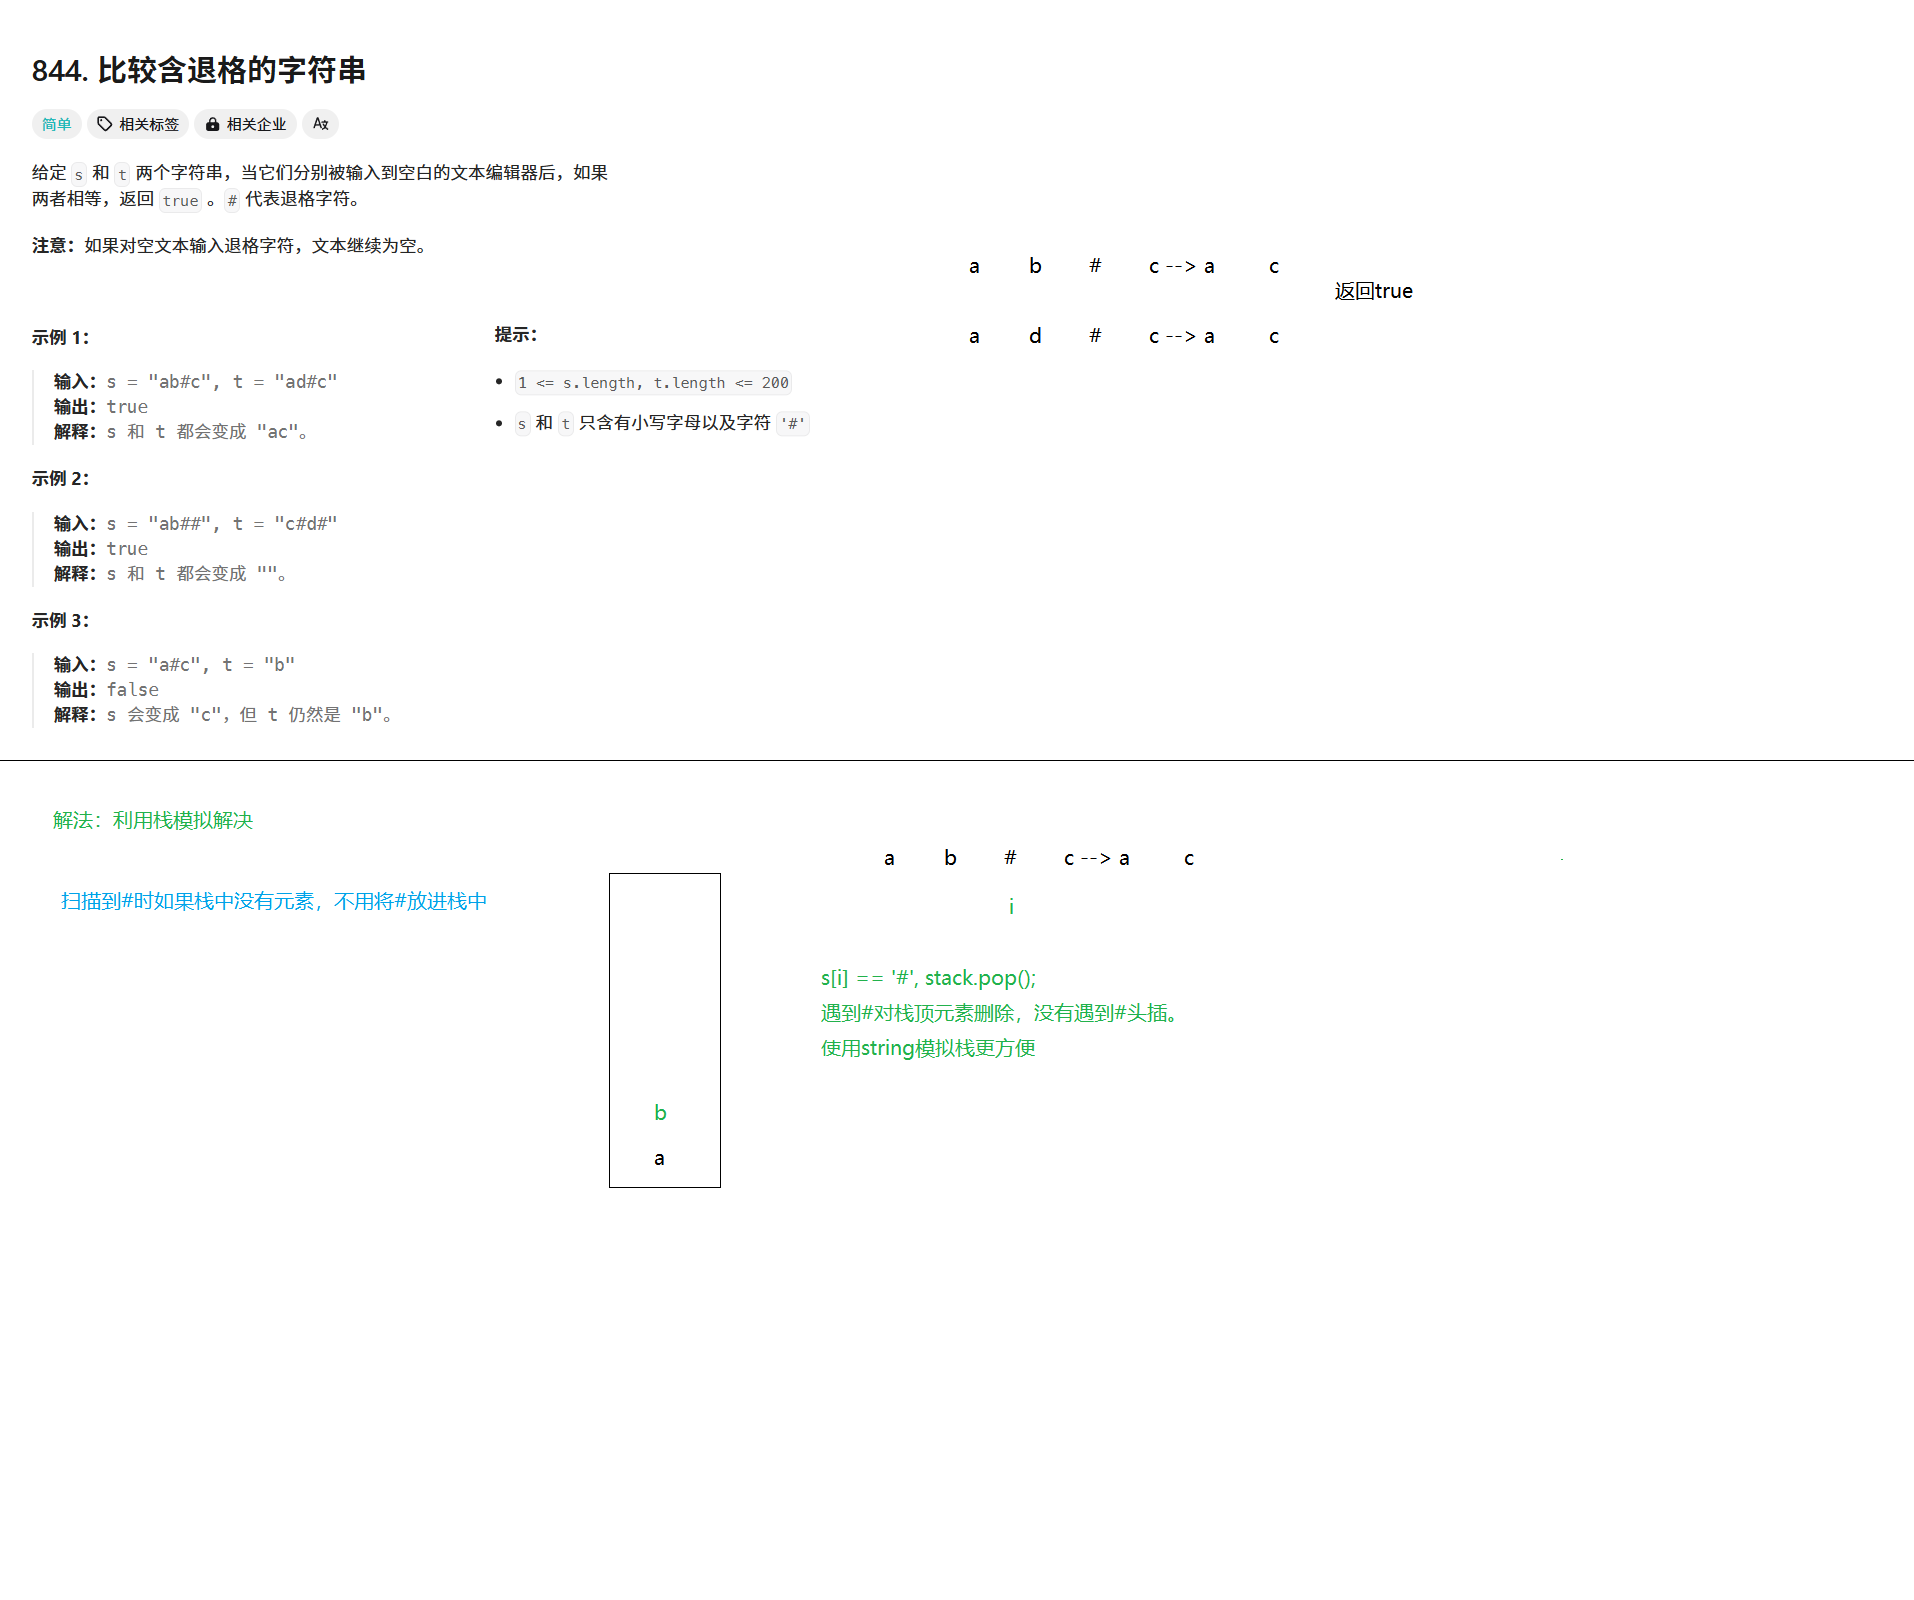 844. 比较含退格的字符串
简单 相关标签 相关企业
给定 s 和 t 两个字符串，当它们分别被输入到空白的文本编辑器后，如果
两者相等，返回 true 。# 代表退格字符。
注意：如果对空文本输入退格字符，文本继续为空。
示例 1：
输入：s = "ab#c", t = "ad#c"
输出：true
解释：s 和 t 都会变成 "ac"。
示例 2：
输入：s = "ab##", t = "c#d#"
输出：true
解释：s 和 t 都会变成 ""。
示例 3：
输入：s = "a#c", t = "b"
输出：false
解释：s 会变成 "c"，但 t 仍然是 "b"。
提示：
1 <= s.length, t.length <= 200
s 和 t 只含有小写字母以及字符 '#'
a b # c --> a c
返回true
a d # c --> a c
解法：利用栈模拟解决
扫描到#时如果栈中没有元素，不用将#放进栈中
b
a
a b # c --> a c
i
s[i] == '#', stack.pop();
遇到#对栈顶元素删除，没有遇到#头插。
使用string模拟栈更方便